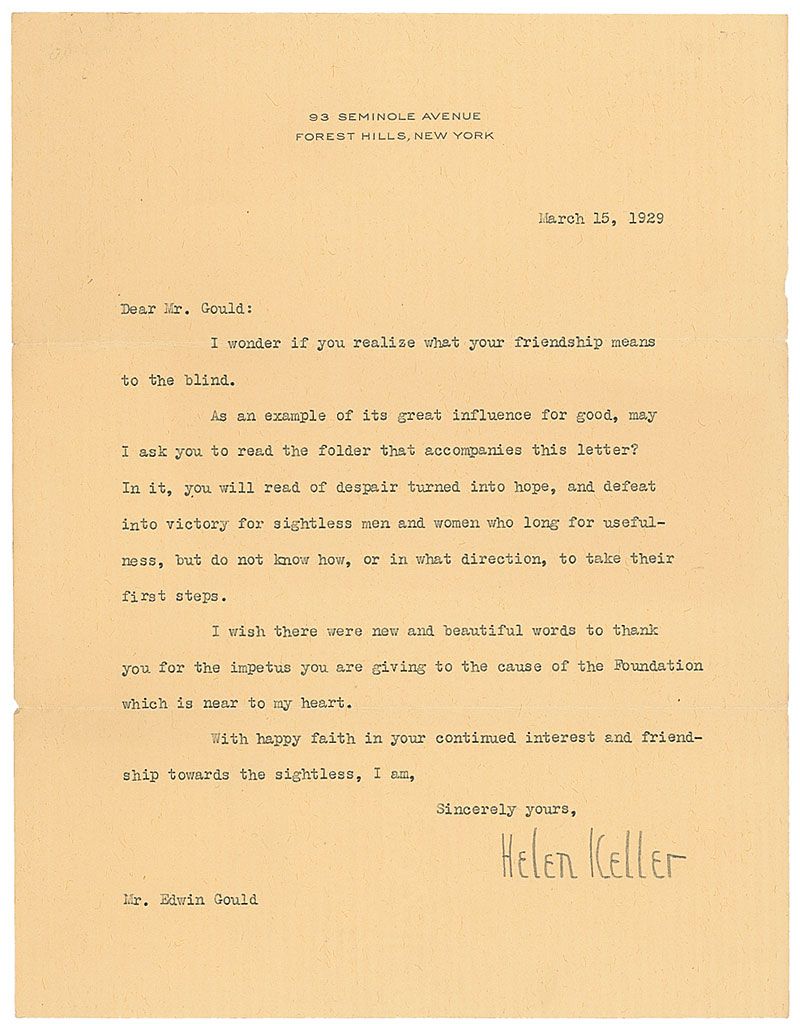 93 SEMINOLE AVENUE
FOREST HILLS, NEW YORK
March 15, 1929
Dear Mr. Gould:
I wonder if you realize what your friendship means
to the blind.
As an example of its great influence for good, may
I ask you to read the folder that accompanies this letter?
In it, you will read of despair turned into hope, and defeat
into victory for sightless men and women who long for useful-
ness, but do not know how, or in what direction, to take their
first steps.
I wish there were new and beautiful words to thank
you for the impetus you are giving to the cause of the Foundation
which is near to my heart.
With happy faith in your continued interest and friend-
ship towards the sightless, I am,
Sincerely yours,
Helen Keller
Mr. Edwin Gould